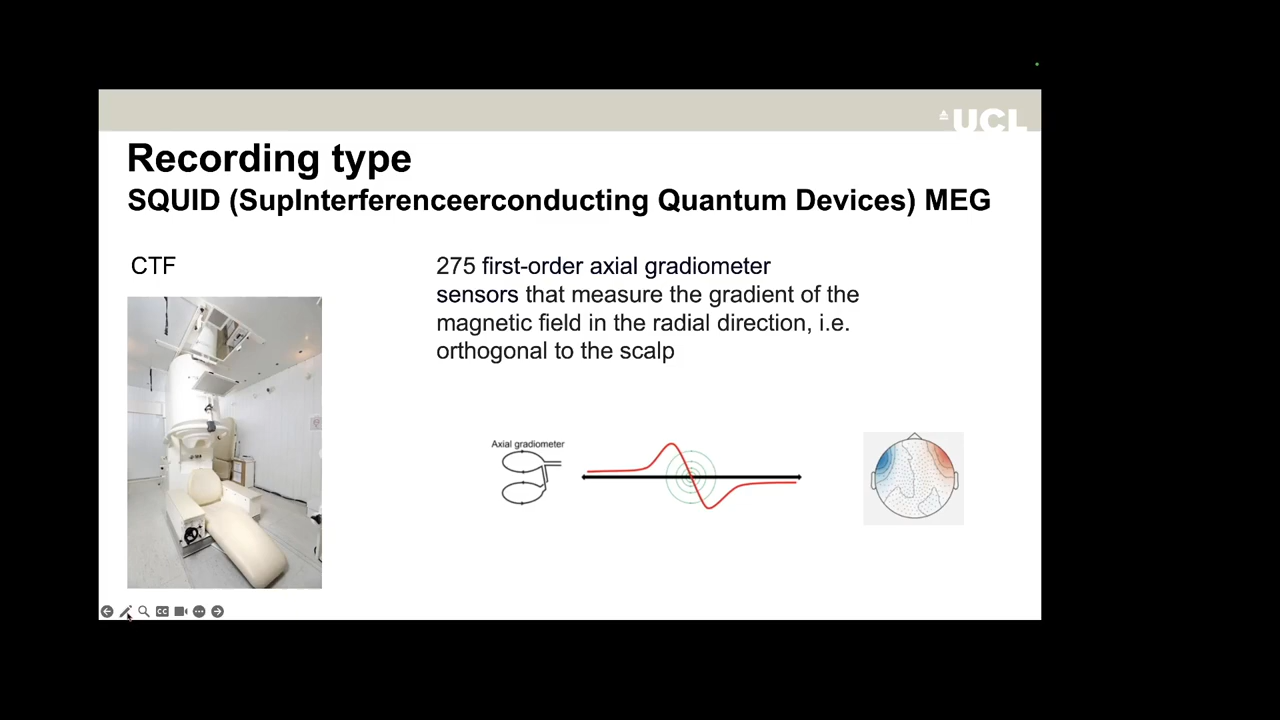 UCL
Recording type
SQUID (SupInterferenceerconducting Quantum Devices) MEG
CTF
275 first-order axial gradiometer
sensors that measure the gradient of the
magnetic field in the radial direction, i.e.
orthogonal to the scalp
Axial gradiometer
CC